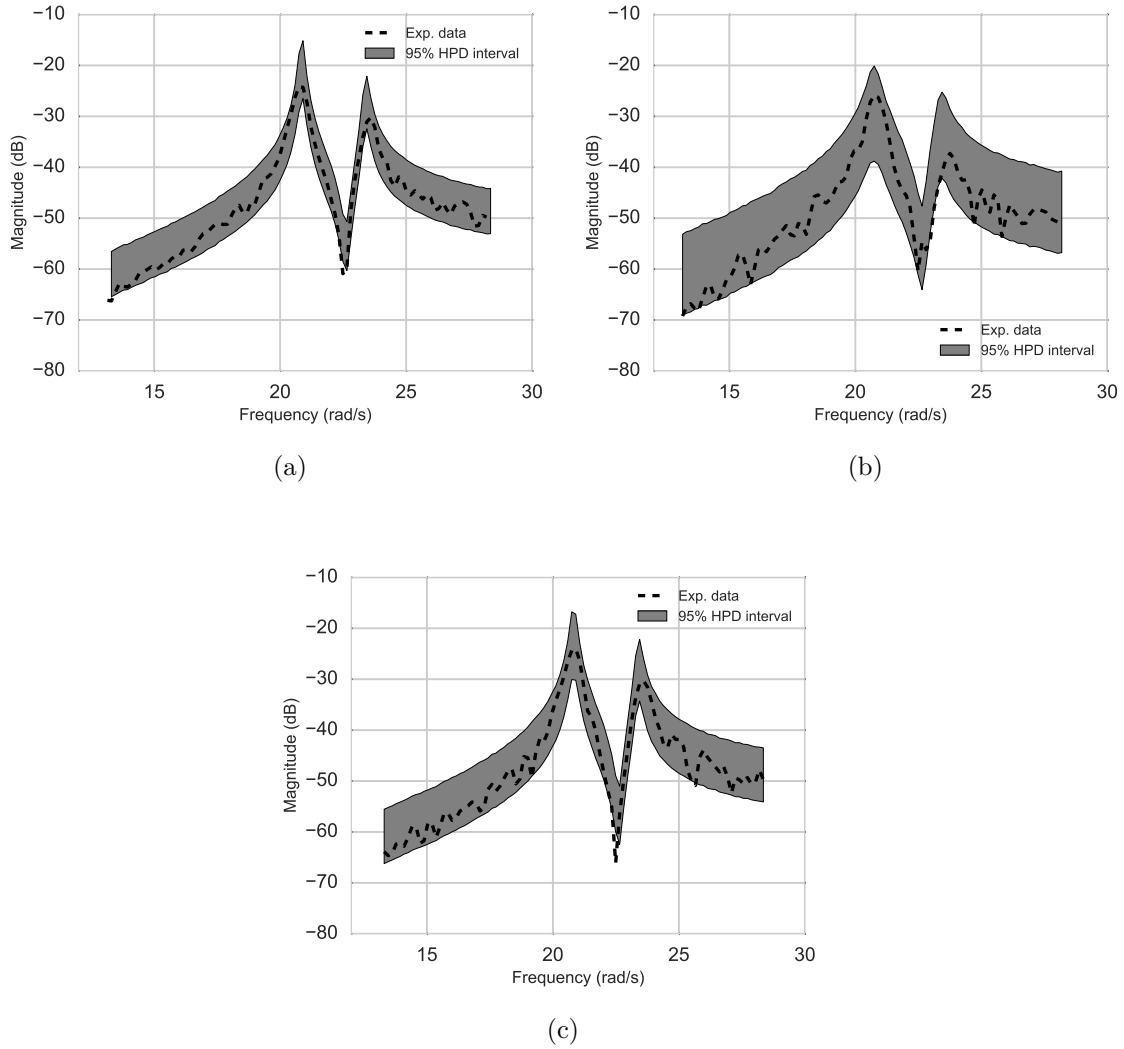 −10
−20
−30
−40
−50
−60
−70
−80
Magnitude (dB)
15
20
25
30
Frequency (rad/s)
Exp. data
95% HPD interval
(a)
−10
−20
−30
−40
−50
−60
−70
−80
Magnitude (dB)
15
20
25
30
Frequency (rad/s)
Exp. data
95% HPD interval
(b)
−10
−20
−30
−40
−50
−60
−70
−80
Magnitude (dB)
15
20
25
30
Frequency (rad/s)
Exp. data
95% HPD interval
(c)